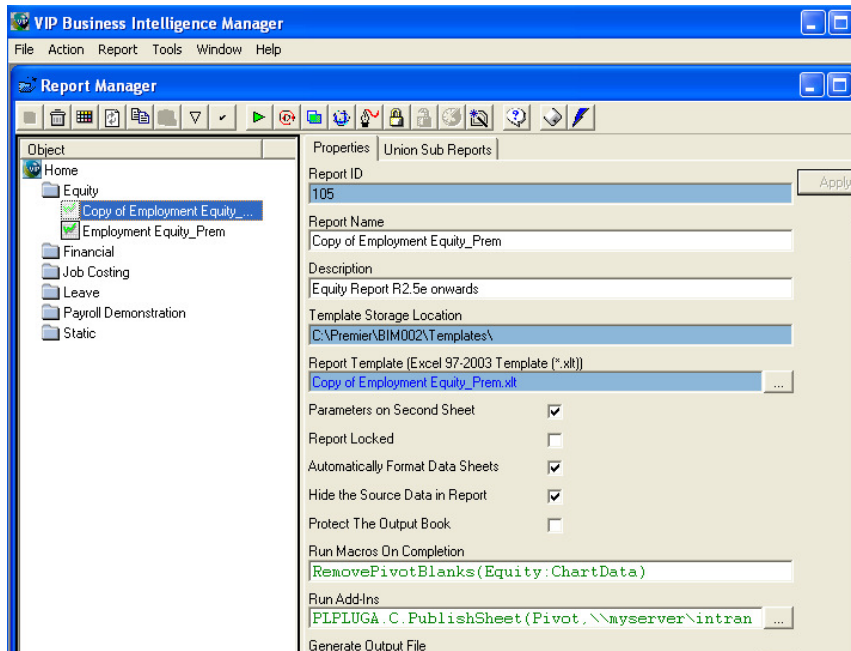 VIP Business Intelligence Manager
File Action Report Tools Window Help
Report Manager
Object
Home
Equity
Copy of Employment Equity_...
Employment Equity_Prem
Financial
Job Costing
Leave
Payroll Demonstration
Static
Properties Union Sub Reports
Report ID
105
Apply
Report Name
Copy of Employment Equity_Prem
Description
Equity Report R2.5e onwards
Template Storage Location
C:\Premier\BIM002\Templates\
Report Template (Excel 97-2003 Template (*.xlt))
Copy of Employment Equity_Prem.xlt ...
Parameters on Second Sheet
Report Locked
Automatically Format Data Sheets
Hide the Source Data in Report
Protect The Output Book
Run Macros On Completion
RemovePivotBlanks(Equity:ChartData)
Run Add-Ins
PLPLUGA.C.PublishSheet(Pivot,\\myserver\intran ...
Generate Output File